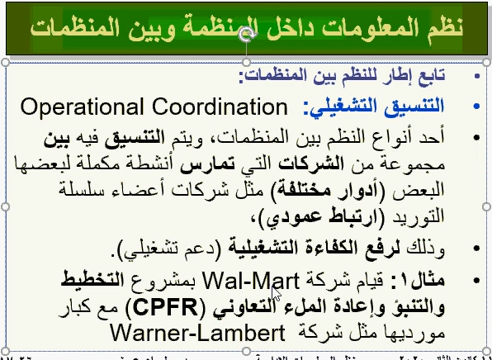 نظم المعلومات داخل المنظمة وبين المنظمات
• تابع إطار للنظم بين المنظمات:
• التنسيق التشغيلي: Operational Coordination
• أحد أنواع النظم بين المنظمات، ويتم التنسيق فيه بين
مجموعة من الشركات التي تمارس أنشطة مكملة لبعضها
البعض (أدوار مختلفة) مثل شركات أعضاء سلسلة
التوريد (ارتباط عمودي)،
• وذلك لرفع الكفاءة التشغيلية (دعم تشغيلي).
• مثال١: قيام شركة Wal-Mart بمشروع التخطيط
والتنبؤ وإعادة الملء التعاوني (CPFR) مع كبار
مورديها مثل شركة Warner-Lambert